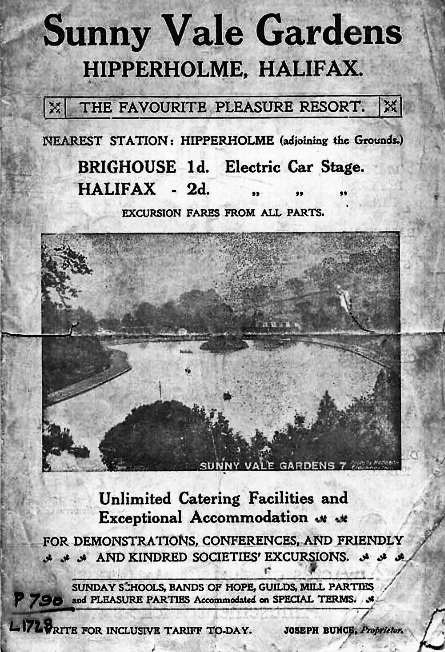 Sunny Vale Gardens
HIPPERHOLME, HALIFAX.
THE FAVOURITE PLEASURE RESORT.
NEAREST STATION: HIPPERHOLME (adjoining the Grounds.)
BRIGHOUSE 1d. Electric Car Stage.
HALIFAX - 2d. „ „ „
EXCURSION FARES FROM ALL PARTS.
SUNNY VALE GARDENS 7
Unlimited Catering Facilities and
Exceptional Accommodation
FOR DEMONSTRATIONS, CONFERENCES, AND FRIENDLY
AND KINDRED SOCIETIES' EXCURSIONS.
SUNDAY SCHOOLS, BANDS OF HOPE, GUILDS, MILL PARTIES
and PLEASURE PARTIES Accommodated on SPECIAL TERMS.
P 790
L1728
WRITE FOR INCLUSIVE TARIFF TO-DAY. JOSEPH BUNCE, Proprietor.